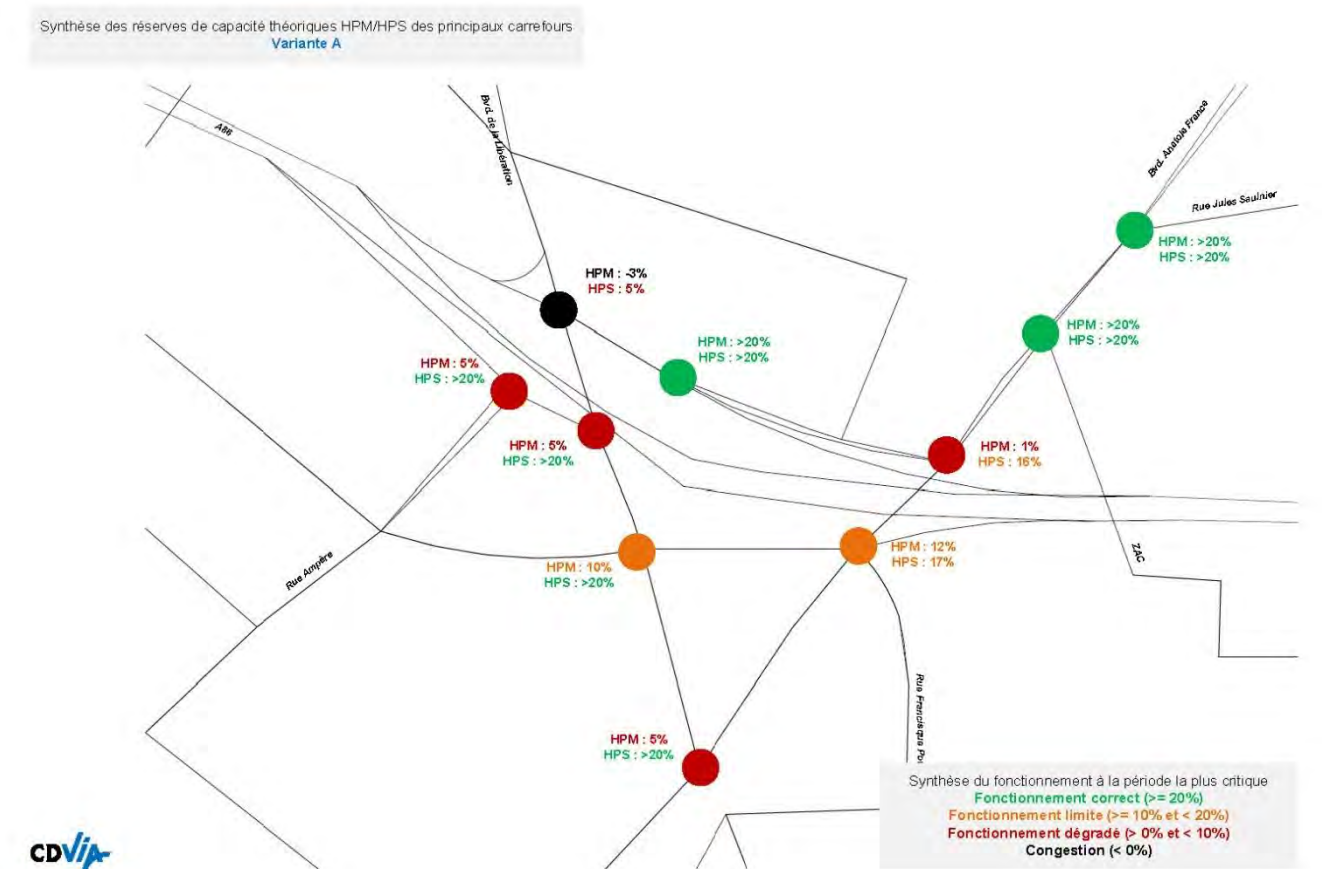 Synthèse des réserves de capacité théoriques HPM/HPS des principaux carrefours
Variante A
A86
Bvd. de la Libération
Bvd. Anatole France
Rue Jules Saulnier
HPM : >20%
HPS : >20%
HPM : -3%
HPS : 5%
HPM : >20%
HPS : >20%
HPM : >20%
HPS : >20%
HPM : 5%
HPS : >20%
HPM : 5%
HPS : >20%
HPM : 1%
HPS : 16%
HPM : 12%
HPS : 17%
HPM : 10%
HPS : >20%
ZAC
Rue Ampère
Rue Francisque
HPM : 5%
HPS : >20%
Synthèse du fonctionnement à la période la plus critique
Fonctionnement correct (>= 20%)
Fonctionnement limite (>= 10% et < 20%)
Fonctionnement dégradé (> 0% et < 10%)
Congestion (< 0%)
CDVIA